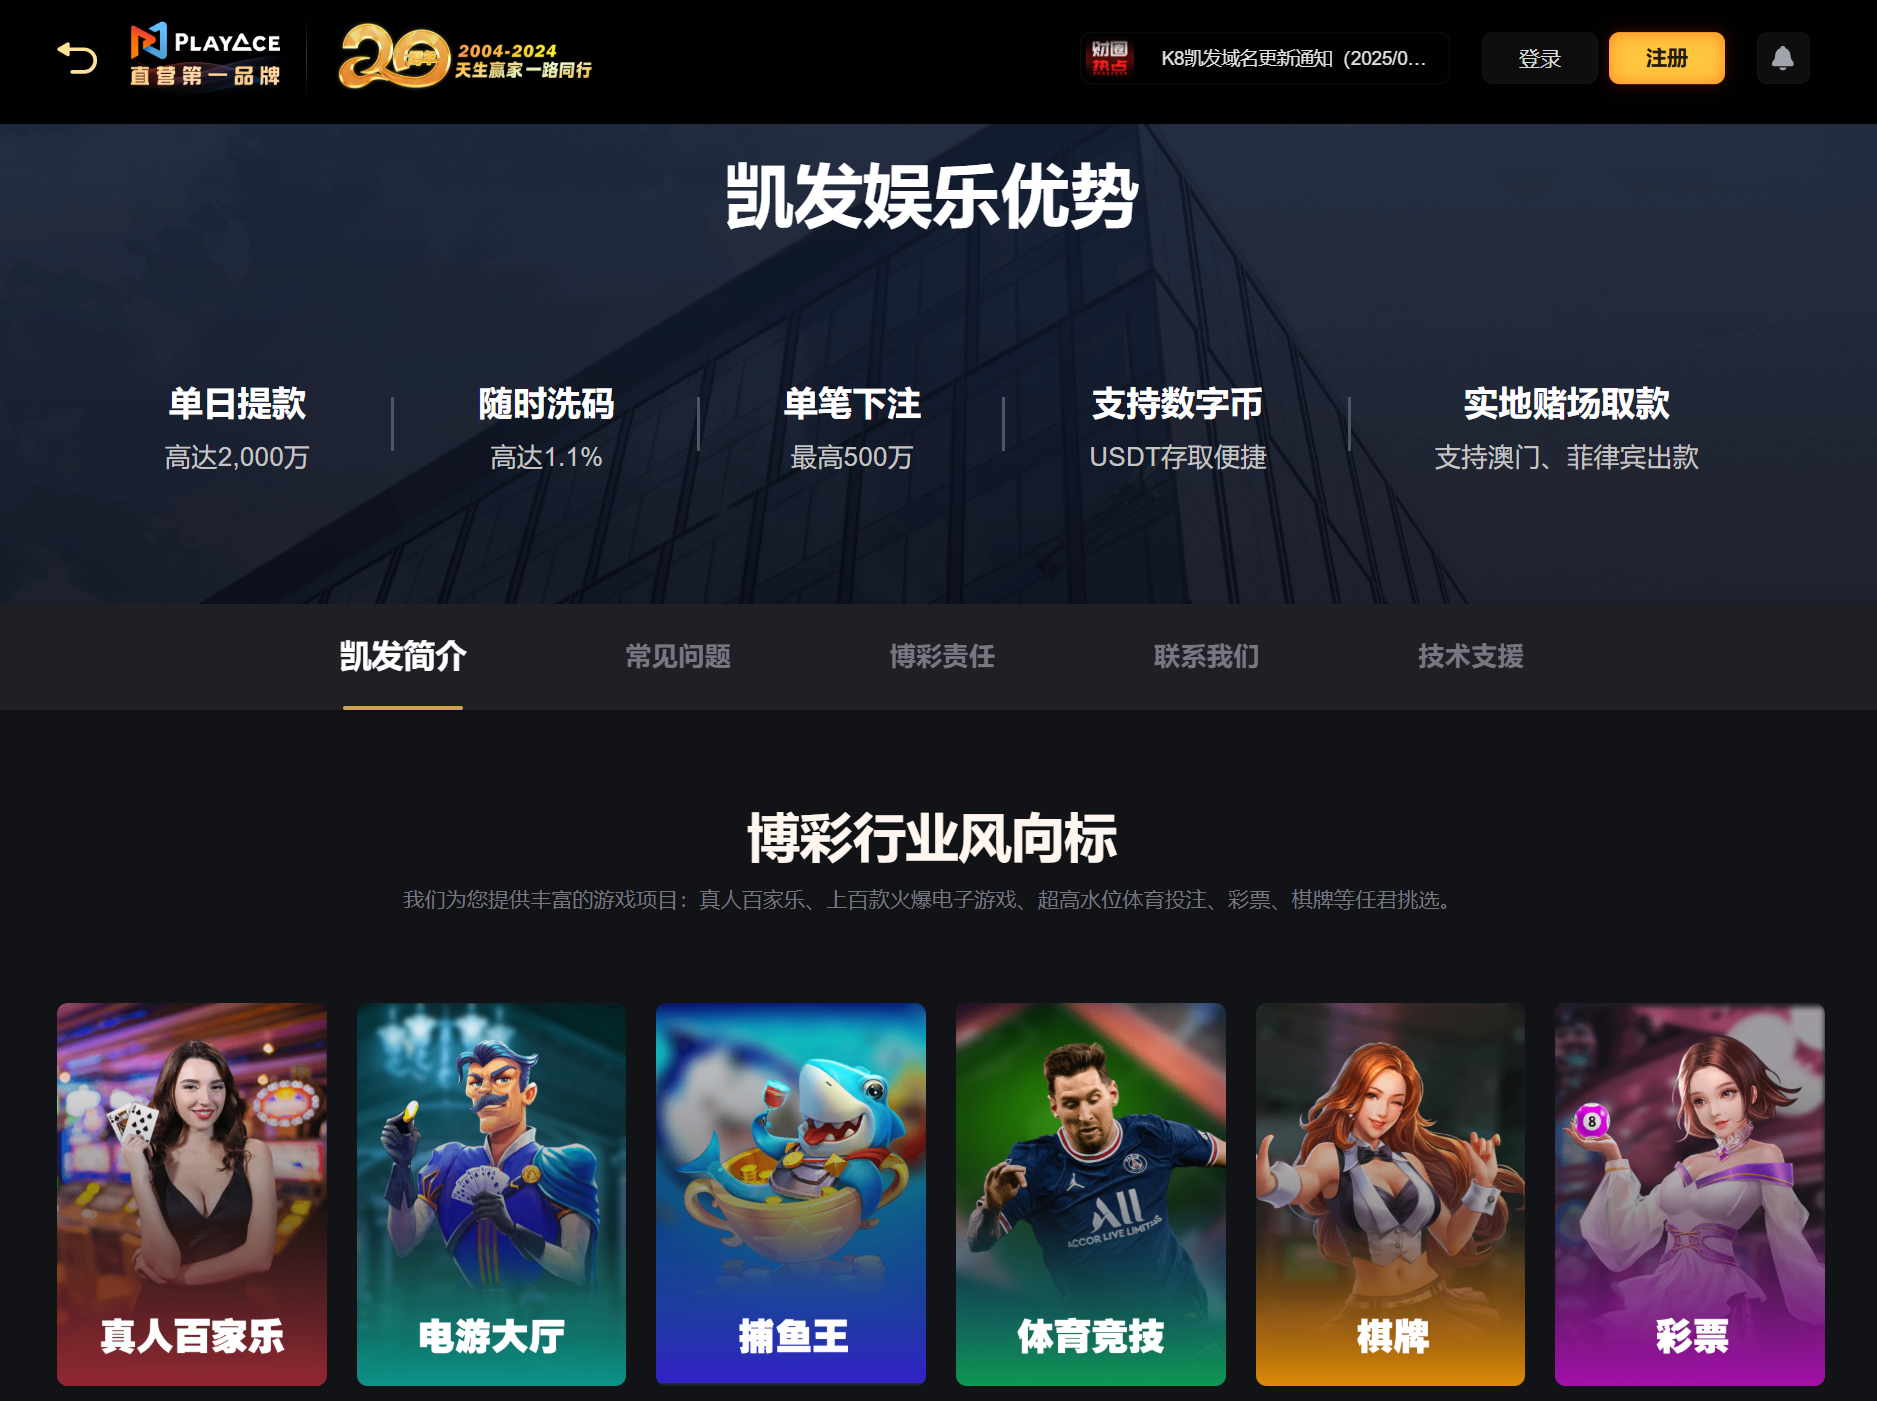 PLAYACE
直营第一品牌
20
周年
2004-2024
天生赢家 一路同行
财圈
热点
K8凯发域名更新通知（2025/0...
登录
注册
凯发娱乐优势
单日提款
高达2,000万
随时洗码
高达1.1%
单笔下注
最高500万
支持数字币
USDT存取便捷
实地赌场取款
支持澳门、菲律宾出款
凯发简介
常见问题
博彩责任
联系我们
技术支援
博彩行业风向标
我们为您提供丰富的游戏项目：真人百家乐、上百款火爆电子游戏、超高水位体育投注、彩票、棋牌等任君挑选。
ALL
ACCOR LIVE LIMITLESS
8
真人百家乐
电游大厅
捕鱼王
体育竞技
棋牌
彩票